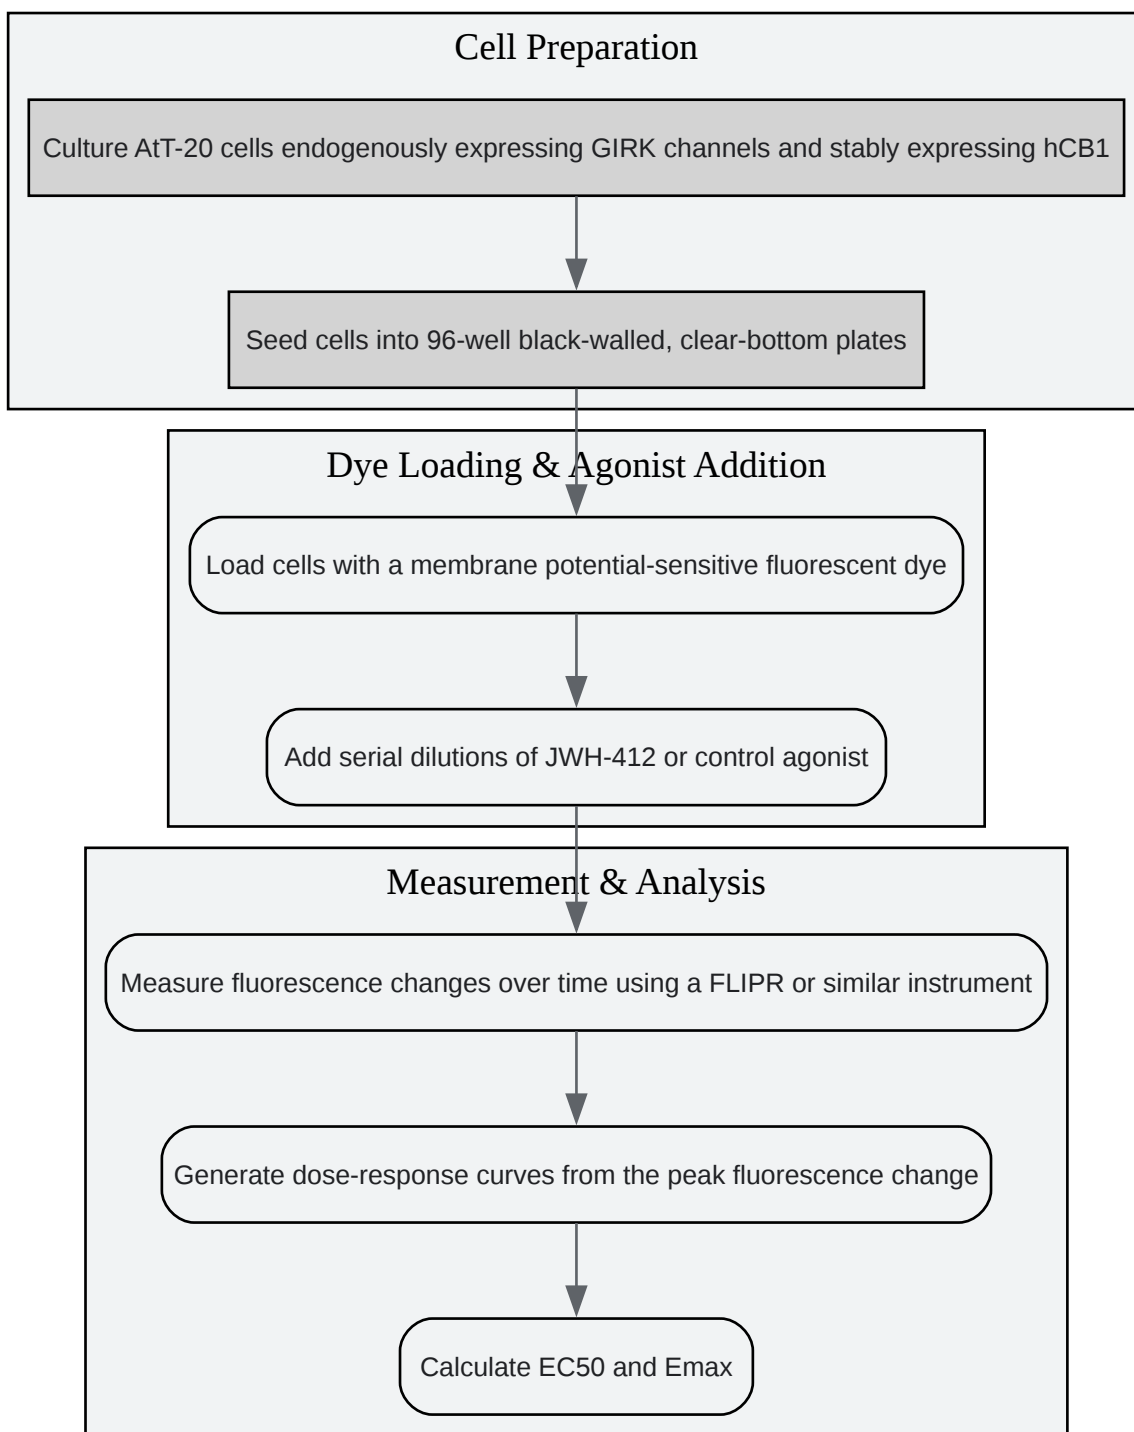 Cell Preparation
Culture AtT-20 cells endogenously expressing GIRK channels and stably expressing hCB1
Seed cells into 96-well black-walled, clear-bottom plates
Dye Loading & Agonist Addition
Load cells with a membrane potential-sensitive fluorescent dye
Add serial dilutions of JWH-412 or control agonist
Measurement & Analysis
Measure fluorescence changes over time using a FLIPR or similar instrument
Generate dose-response curves from the peak fluorescence change
Calculate EC50 and Emax